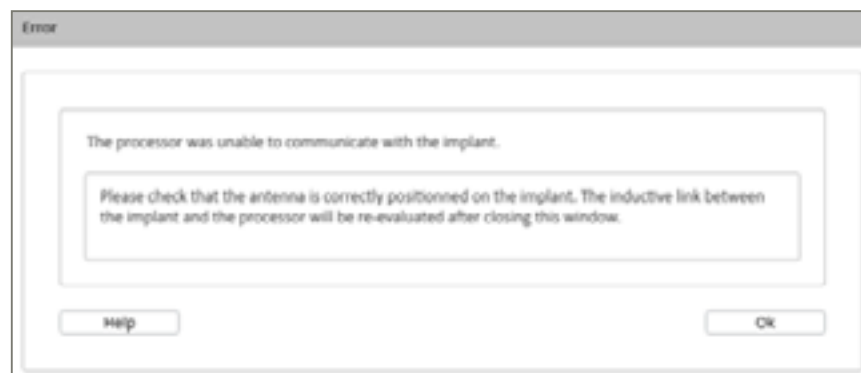 Error
The processor was unable to communicate with the implant.
Please check that the antenna is correctly positionned on the implant. The inductive link between
the implant and the processor will be re-evaluated after closing this window.
Help
Ok